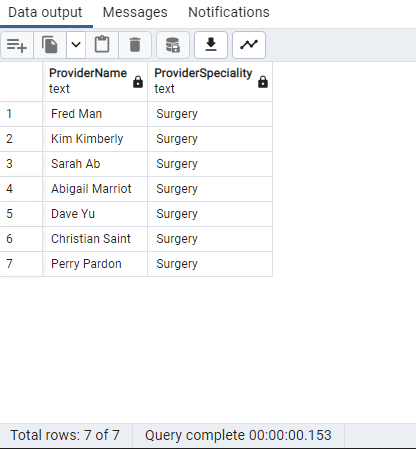 Data output Messages Notifications
ProviderName ProviderSpeciality
text text
1 Fred Man Surgery
2 Kim Kimberly Surgery
3 Sarah Ab Surgery
4 Abigail Marriot Surgery
5 Dave Yu Surgery
6 Christian Saint Surgery
7 Perry Pardon Surgery
Total rows: 7 of 7 Query complete 00:00:00.153